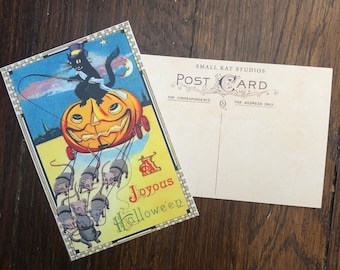 A
Joyous
Halloween
SMALL KAT STUDIOS
POST CARD
FOR CORRESPONDENCE
FOR ADDRESS ONLY